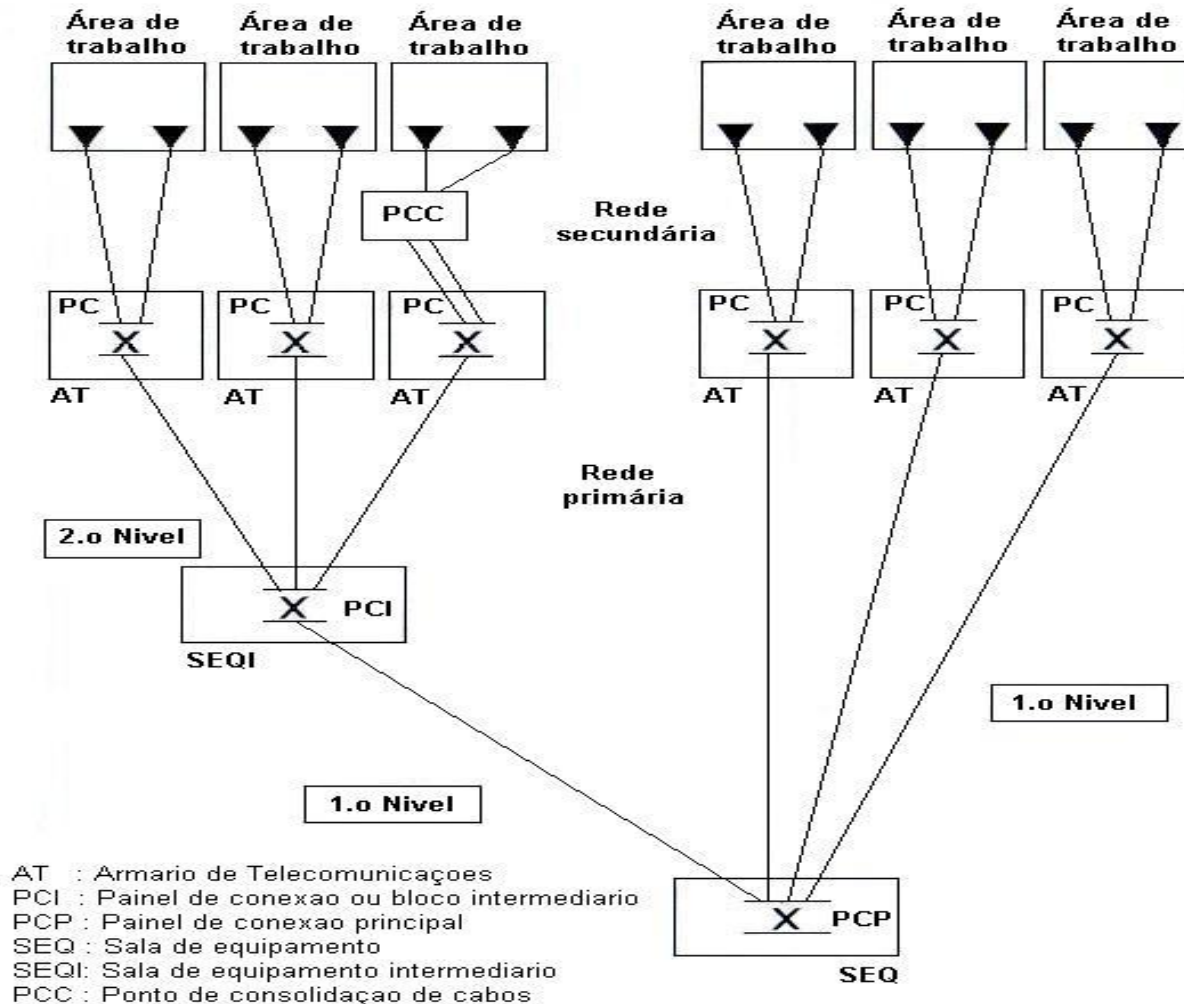 Área de
trabalho
Área de
trabalho
Área de
trabalho
Área de
trabalho
Área de
trabalho
Área de
trabalho
PCC
Rede
secundária
PC
PC
PC
PC
PC
PC
X
X
X
X
X
X
AT
AT
AT
AT
AT
AT
Rede
primária
2.o Nivel
X
PCI
SEQI
1.o Nivel
1.o Nivel
X
PCP
SEQ
AT : Armario de Telecomunicaçoes
PCI : Painel de conexao ou bloco intermediario
PCP : Painel de conexao principal
SEQ : Sala de equipamento
SEQI: Sala de equipamento intermediario
PCC : Ponto de consolidaçao de cabos